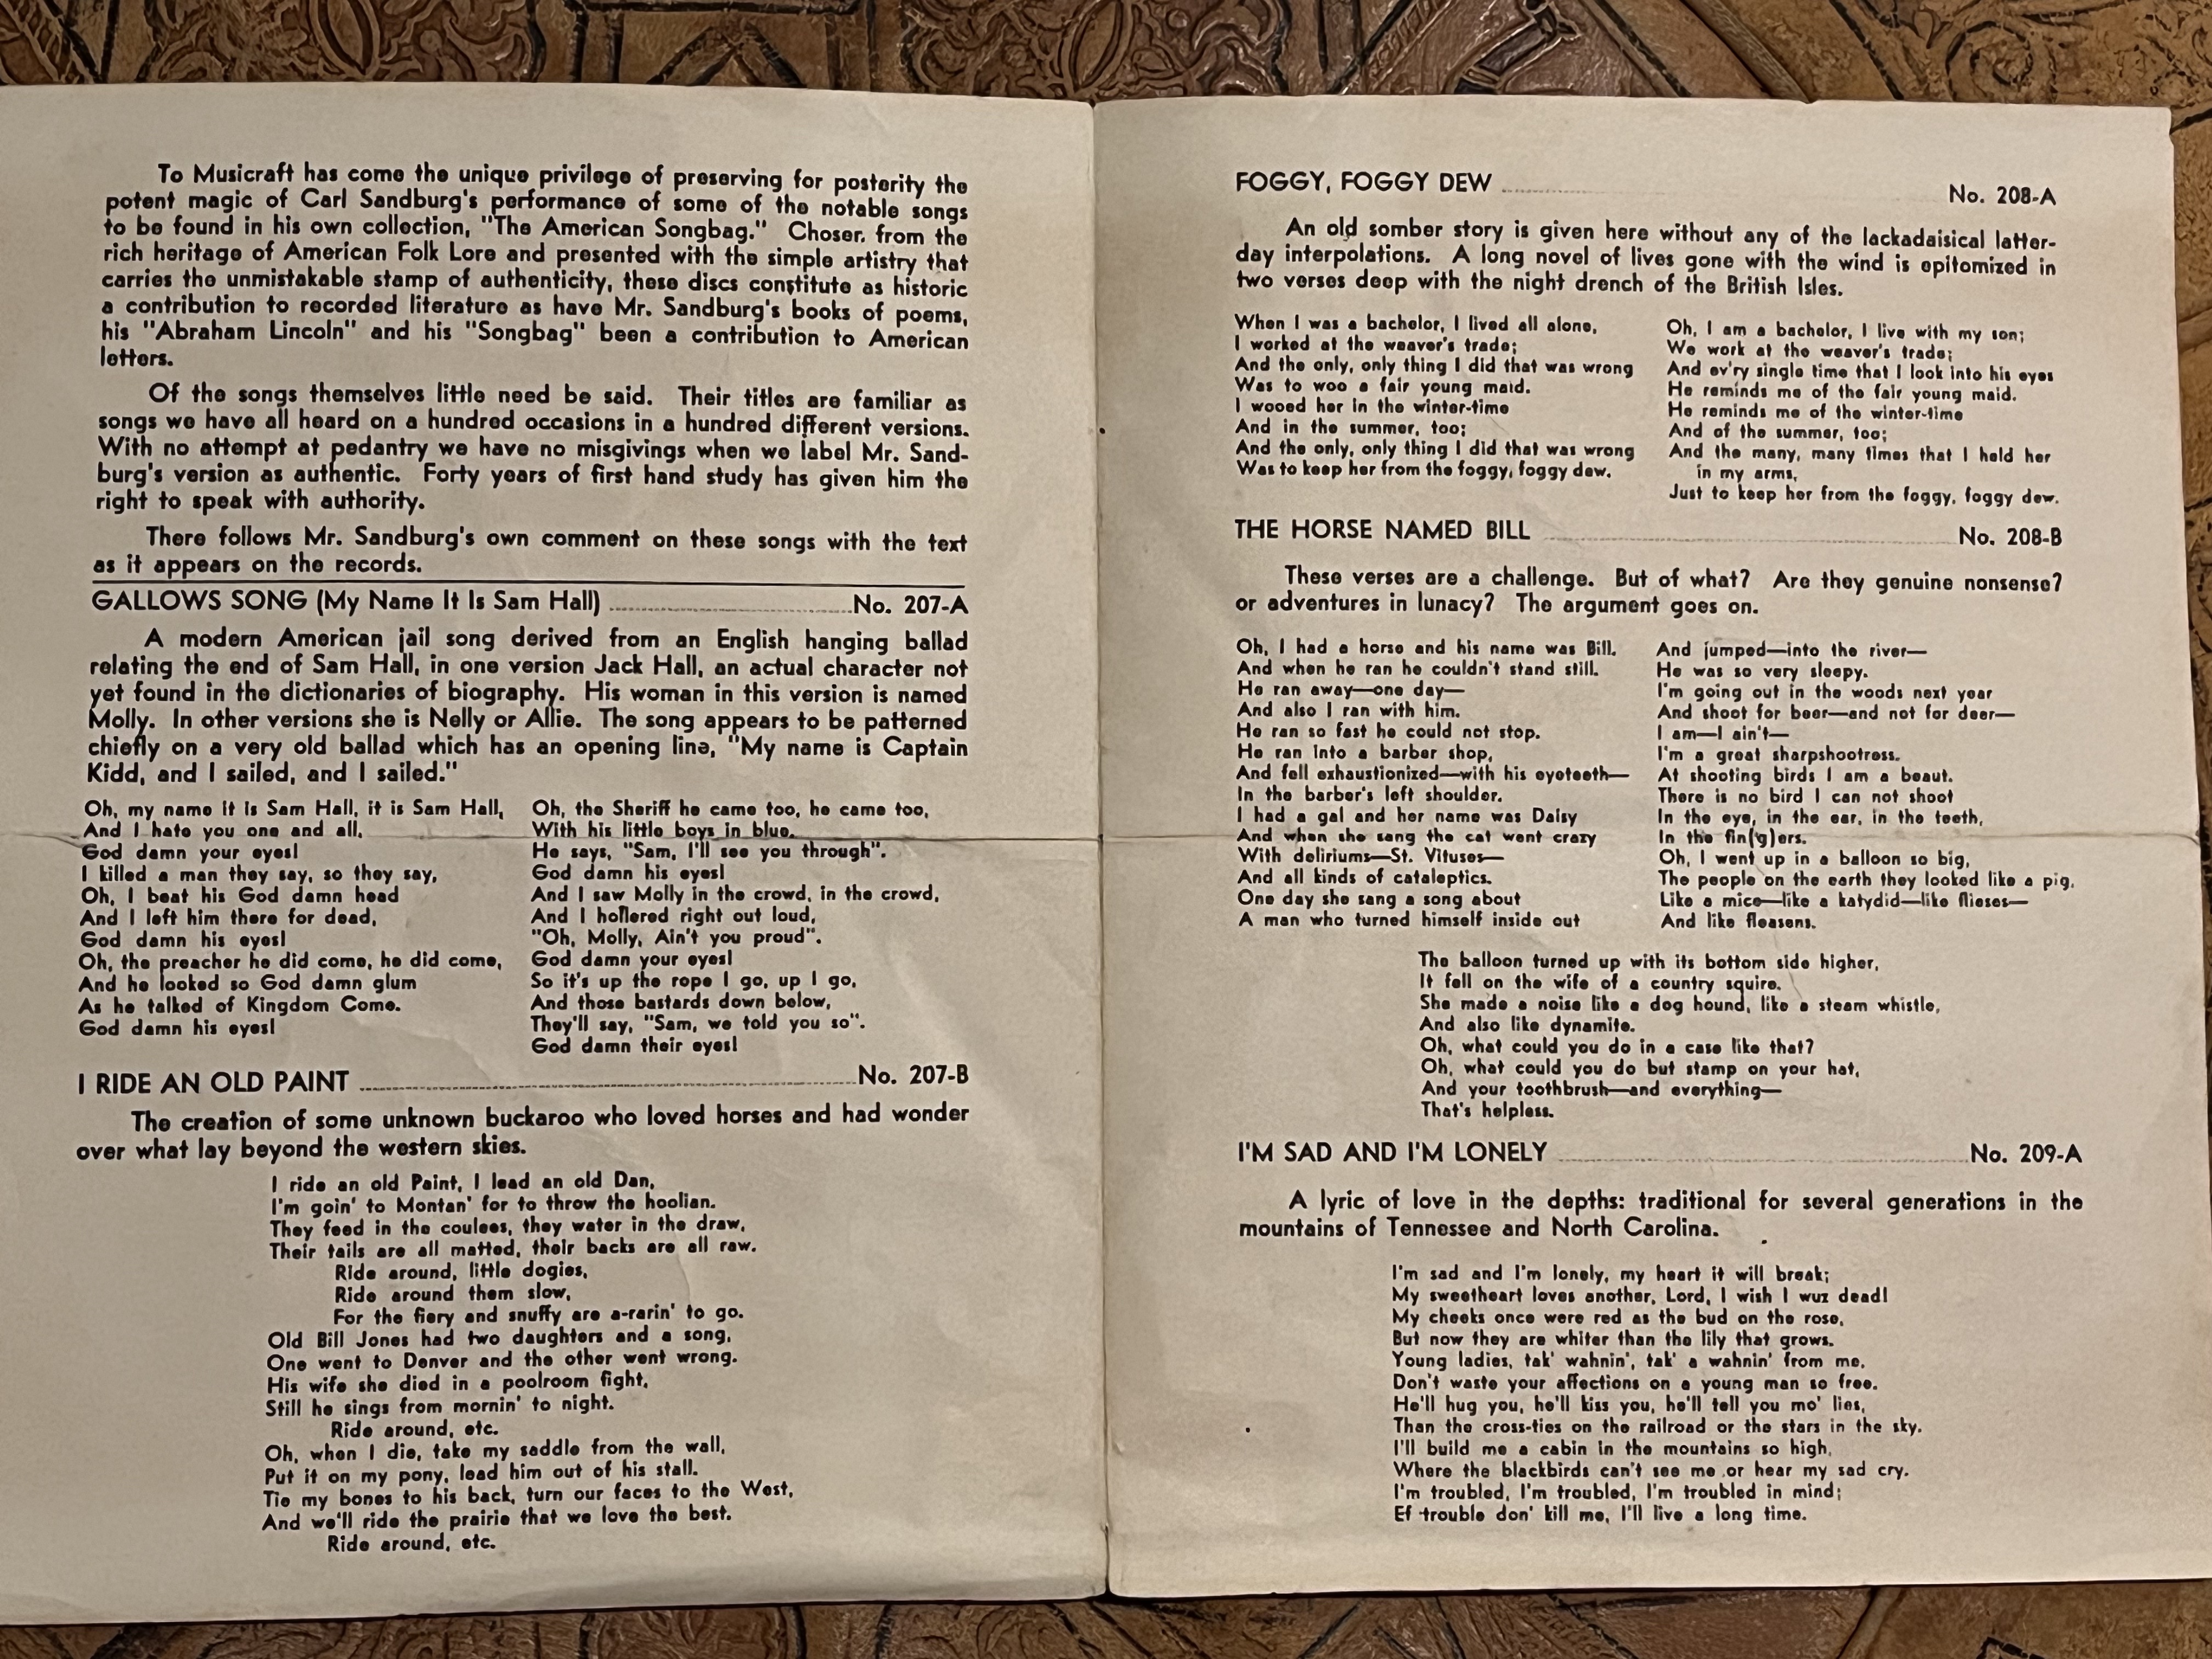 To Musicraft has come the unique privilege of preserving for posterity the
potent magic of Carl Sandburg's performance of some of the notable songs
to be found in his own collection, "The American Songbag." Chosen from the
rich heritage of American Folk Lore and presented with the simple artistry that
carries the unmistakable stamp of authenticity, these discs constitute as historic
a contribution to recorded literature as have Mr. Sandburg's books of poems,
his "Abraham Lincoln" and his "Songbag" been a contribution to American
letters.
Of the songs themselves little need be said. Their titles are familiar as
songs we have all heard on a hundred occasions in a hundred different versions.
With no attempt at pedantry we have no misgivings when we label Mr. Sand-
burg's version as authentic. Forty years of first hand study has given him the
right to speak with authority.
There follows Mr. Sandburg's own comment on these songs with the text
as it appears on the records.
GALLOWS SONG (My Name It Is Sam Hall) ........................No. 207-A
A modern American jail song derived from an English hanging ballad
relating the end of Sam Hall, in one version Jack Hall, an actual character not
yet found in the dictionaries of biography. His woman in this version is named
Molly. In other versions she is Nelly or Allie. The song appears to be patterned
chiefly on a very old ballad which has an opening line, "My name is Captain
Kidd, and I sailed, and I sailed."
Oh, my name it is Sam Hall, it is Sam Hall,
And I hate you one and all,
God damn your eyes!
I killed a man they say, so they say,
Oh, I beat his God damn head
And I left him there for dead,
God damn his eyes!
Oh, the preacher he did come, he did come,
And he looked so God damn glum
As he talked of Kingdom Come.
God damn his eyes!
Oh, the Sheriff he came too, he came too,
With his little boys in blue.
He says, "Sam, I'll see you through".
God damn his eyes!
And I saw Molly in the crowd, in the crowd,
And I hollered right out loud,
"Oh, Molly, Ain't you proud".
God damn your eyes!
So it's up the rope I go, up I go,
And those bastards down below,
They'll say, "Sam, we told you so".
God damn their eyes!
I RIDE AN OLD PAINT ........................No. 207-B
The creation of some unknown buckaroo who loved horses and had wonder
over what lay beyond the western skies.
I ride an old Paint, I lead an old Dan,
I'm goin' to Montan' for to throw the hoolian.
They feed in the coulees, they water in the draw,
Their tails are all matted, their backs are all raw.
Ride around, little dogies,
Ride around them slow,
For the fiery and snuffy are a-rarin' to go.
Old Bill Jones had two daughters and a song,
One went to Denver and the other went wrong.
His wife she died in a poolroom fight,
Still he sings from mornin' to night.
Ride around, etc.
Oh, when I die, take my saddle from the wall,
Put it on my pony, lead him out of his stall.
Tie my bones to his back, turn our faces to the West,
And we'll ride the prairie that we love the best.
Ride around, etc.
FOGGY, FOGGY DEW ........................ No. 208-A
An old somber story is given here without any of the lackadaisical latter-
day interpolations. A long novel of lives gone with the wind is epitomized in
two verses deep with the night drench of the British Isles.
When I was a bachelor, I lived all alone,
I worked at the weaver's trade;
And the only, only thing I did that was wrong
Was to woo a fair young maid.
I wooed her in the winter-time
And in the summer, too;
And the only, only thing I did that was wrong
Was to keep her from the foggy, foggy dew.
Oh, I am a bachelor, I live with my son;
We work at the weaver's trade;
And ev'ry single time that I look into his eyes
He reminds me of the fair young maid.
He reminds me of the winter-time
And of the summer, too;
And the many, many times that I held her
in my arms,
Just to keep her from the foggy, foggy dew.
THE HORSE NAMED BILL ........................ No. 208-B
These verses are a challenge. But of what? Are they genuine nonsense?
or adventures in lunacy? The argument goes on.
Oh, I had a horse and his name was Bill.
And when he ran he couldn't stand still.
He ran away—one day—
And also I ran with him.
He ran so fast he could not stop.
He ran into a barber shop,
And fell exhaustionized—with his eyeteeth—
In the barber's left shoulder.
I had a gal and her name was Daisy
And when she sang the cat went crazy
With deliriums—St. Vituses—
And all kinds of cataleptics.
One day she sang a song about
A man who turned himself inside out
And jumped—into the river—
He was so very sleepy.
I'm going out in the woods next year
And shoot for beer—and not for deer—
I am—I ain't—
I'm a great sharpshootress.
At shooting birds I am a beaut.
There is no bird I can not shoot
In the eye, in the ear, in the teeth,
In the fin(g)ers.
Oh, I went up in a balloon so big,
The people on the earth they looked like a pig,
Like a mice—like a katydid—like flieses—
And like fleasens.
The balloon turned up with its bottom side higher,
It fell on the wife of a country squire.
She made a noise like a dog hound, like a steam whistle,
And also like dynamite.
Oh, what could you do in a case like that?
Oh, what could you do but stamp on your hat,
And your toothbrush—and everything—
That's helpless.
I'M SAD AND I'M LONELY ........................ No. 209-A
A lyric of love in the depths: traditional for several generations in the
mountains of Tennessee and North Carolina.
I'm sad and I'm lonely, my heart it will break;
My sweetheart loves another, Lord, I wish I wuz dead!
My cheeks once were red as the bud on the rose,
But now they are whiter than the lily that grows.
Young ladies, tak' wahnin', tak' a wahnin' from me,
Don't waste your affections on a young man so free.
He'll hug you, he'll kiss you, he'll tell you mo' lies,
Than the cross-ties on the railroad or the stars in the sky.
I'll build me a cabin in the mountains so high,
Where the blackbirds can't see me or hear my sad cry.
I'm troubled, I'm troubled, I'm troubled in mind;
Ef trouble don' kill me, I'll live a long time.